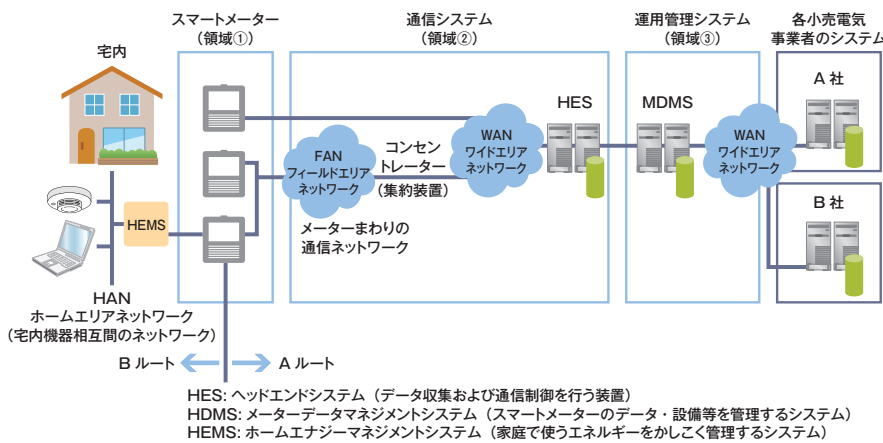 スマートメーター
（領域①）
通信システム
（領域②）
運用管理システム
（領域③）
各小売電気
事業者のシステム
宅内
HEMS
HAN
ホームエリアネットワーク
（宅内機器相互間のネットワーク）
FAN
フィールドエリア
ネットワーク
メーターまわりの
通信ネットワーク
コンセン
トレーター
（集約装置）
WAN
ワイドエリア
ネットワーク
HES
MDMS
WAN
ワイドエリア
ネットワーク
A 社
B 社
B ルート
A ルート
HES: ヘッドエンドシステム（データ収集および通信制御を行う装置）
HDMS: メーターデータマネジメントシステム（スマートメーターのデータ・設備等を管理するシステム）
HEMS: ホームエナジーマネジメントシステム（家庭で使うエネルギーをかしこく管理するシステム）